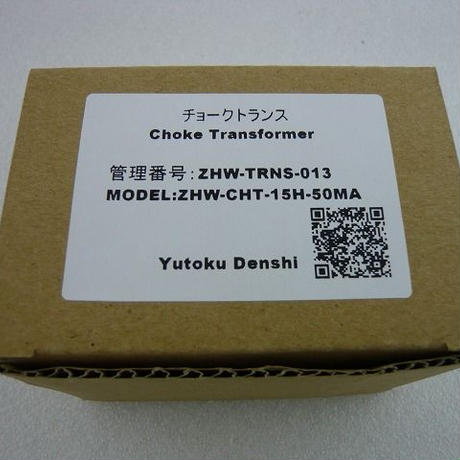 チョークトランス
Choke Transformer
管理番号:ZHW-TRNS-013
MODEL:ZHW-CHT-15H-50MA
Yutoku Denshi